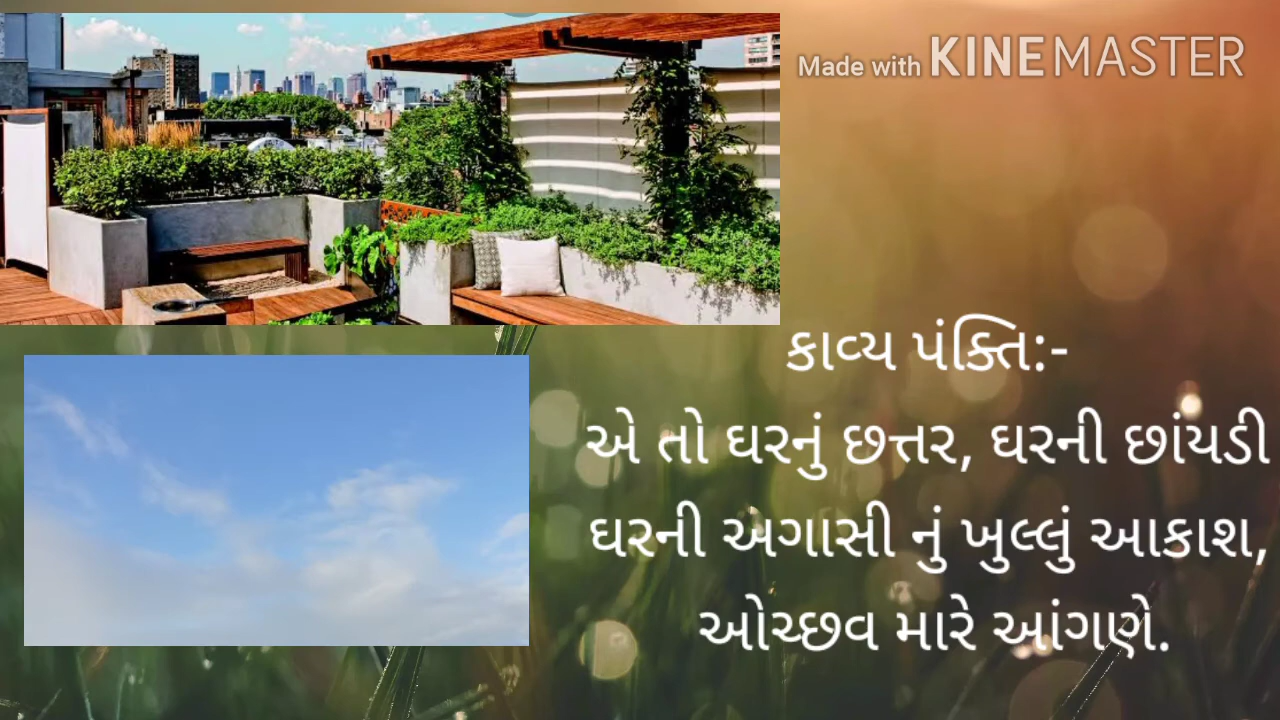 Made with KINEMASTER
કાવ્ય પંક્તિ:-
એ તો ઘરનું છત્તર, ઘરની છાંયડી
ઘરની અગાસી નું ખુલ્લું આકાશ,
ઓચ્છવ મારે આંગણે.